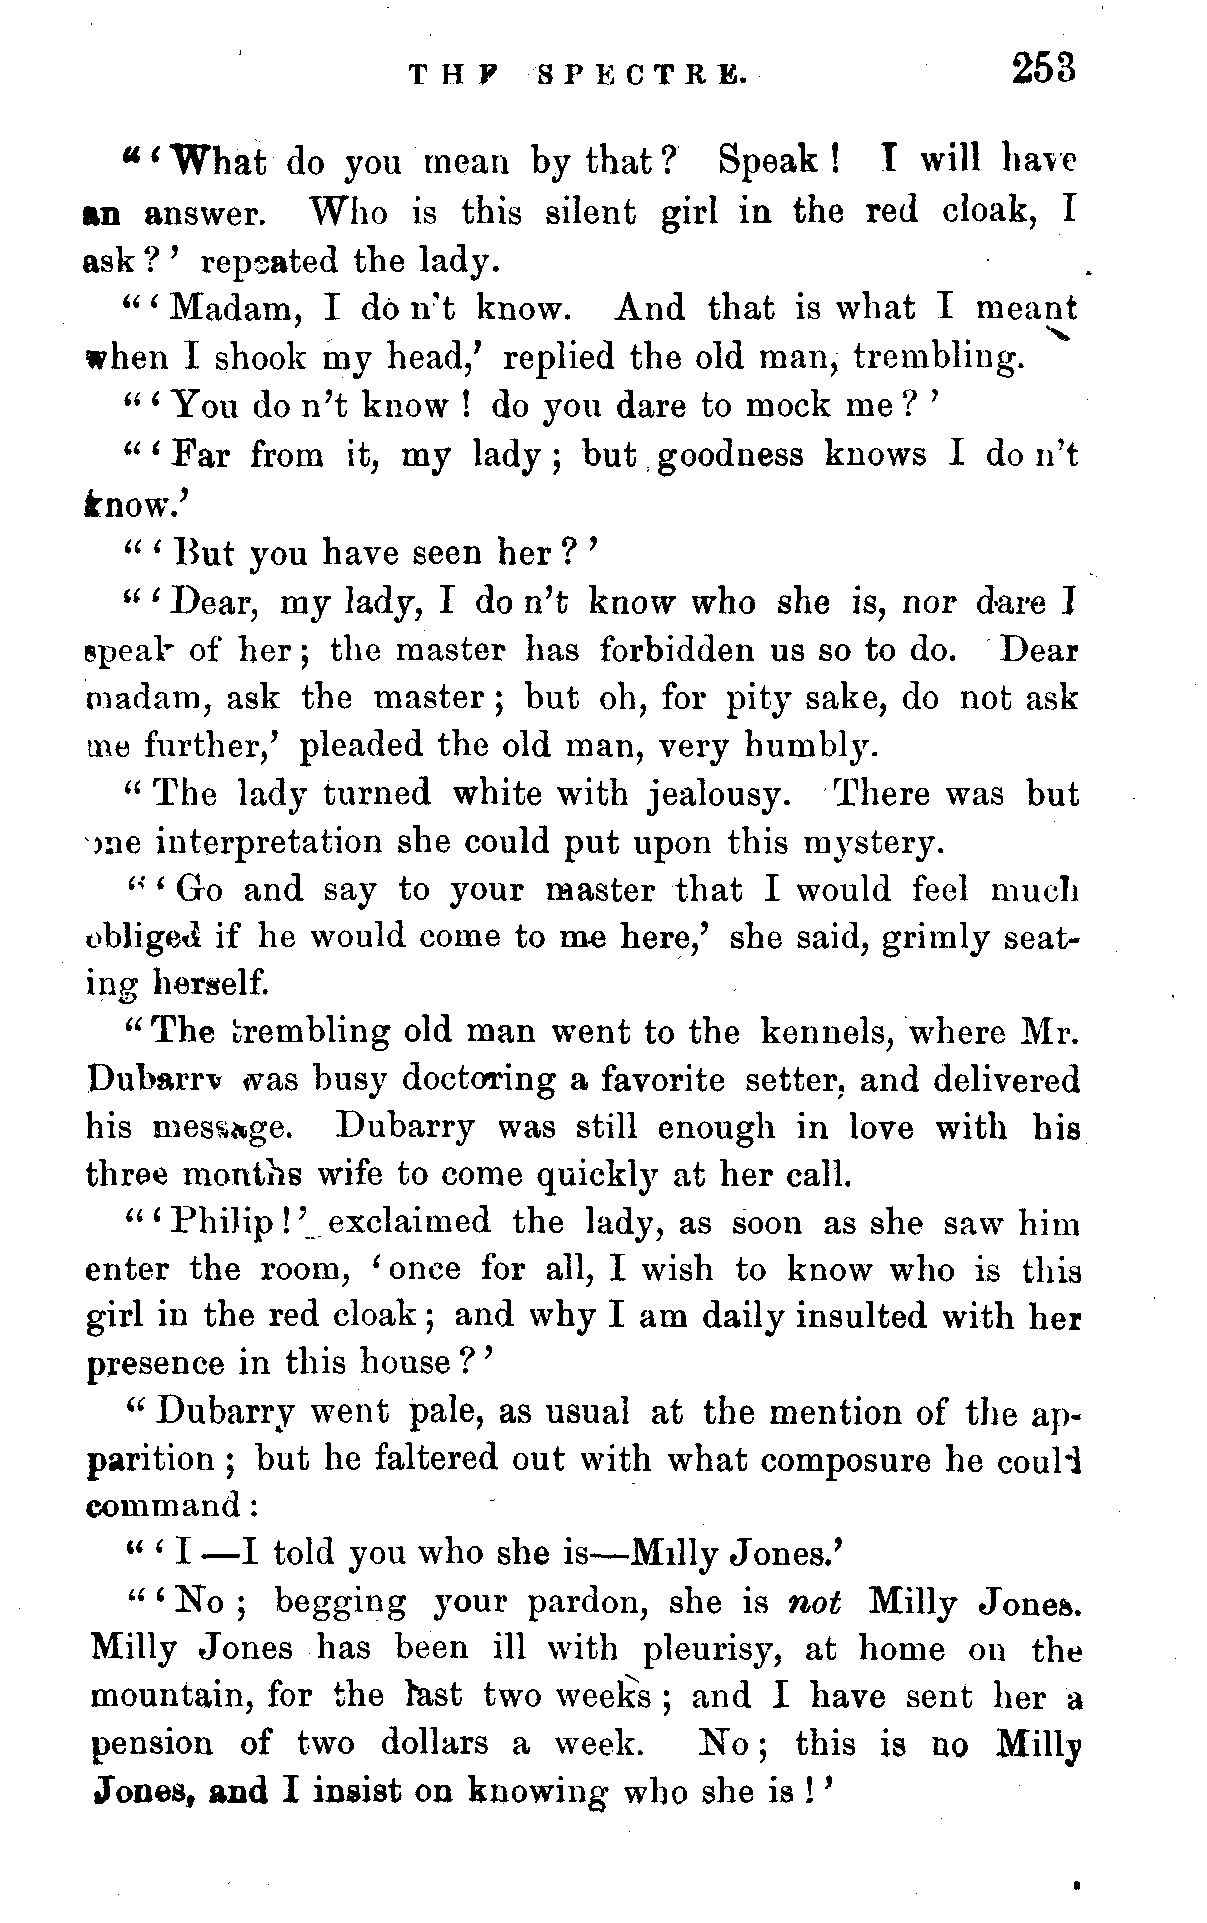 THE SPECTRE. 253
"'What do you mean by that? Speak! I will have
an answer. Who is this silent girl in the red cloak, I
ask?' repeated the lady.
"'Madam, I do n't know. And that is what I meant
when I shook my head,' replied the old man, trembling.
"'You do n't know! do you dare to mock me?'
"'Far from it, my lady; but goodness knows I do n't
know.'
"'But you have seen her?'
"'Dear, my lady, I do n't know who she is, nor dare I
speak of her; the master has forbidden us so to do. Dear
madam, ask the master; but oh, for pity sake, do not ask
me further,' pleaded the old man, very humbly.
"The lady turned white with jealousy. There was but
one interpretation she could put upon this mystery.
"'Go and say to your master that I would feel much
obliged if he would come to me here,' she said, grimly seat-
ing herself.
"The trembling old man went to the kennels, where Mr.
Dubarry was busy doctoring a favorite setter, and delivered
his message. Dubarry was still enough in love with his
three months wife to come quickly at her call.
"'Philip!' exclaimed the lady, as soon as she saw him
enter the room, 'once for all, I wish to know who is this
girl in the red cloak; and why I am daily insulted with her
presence in this house?'
"Dubarry went pale, as usual at the mention of the ap-
parition; but he faltered out with what composure he could
command:
"'I—I told you who she is—Milly Jones.'
"'No; begging your pardon, she is not Milly Jones.
Milly Jones has been ill with pleurisy, at home on the
mountain, for the last two weeks; and I have sent her a
pension of two dollars a week. No; this is no Milly
Jones, and I insist on knowing who she is!'